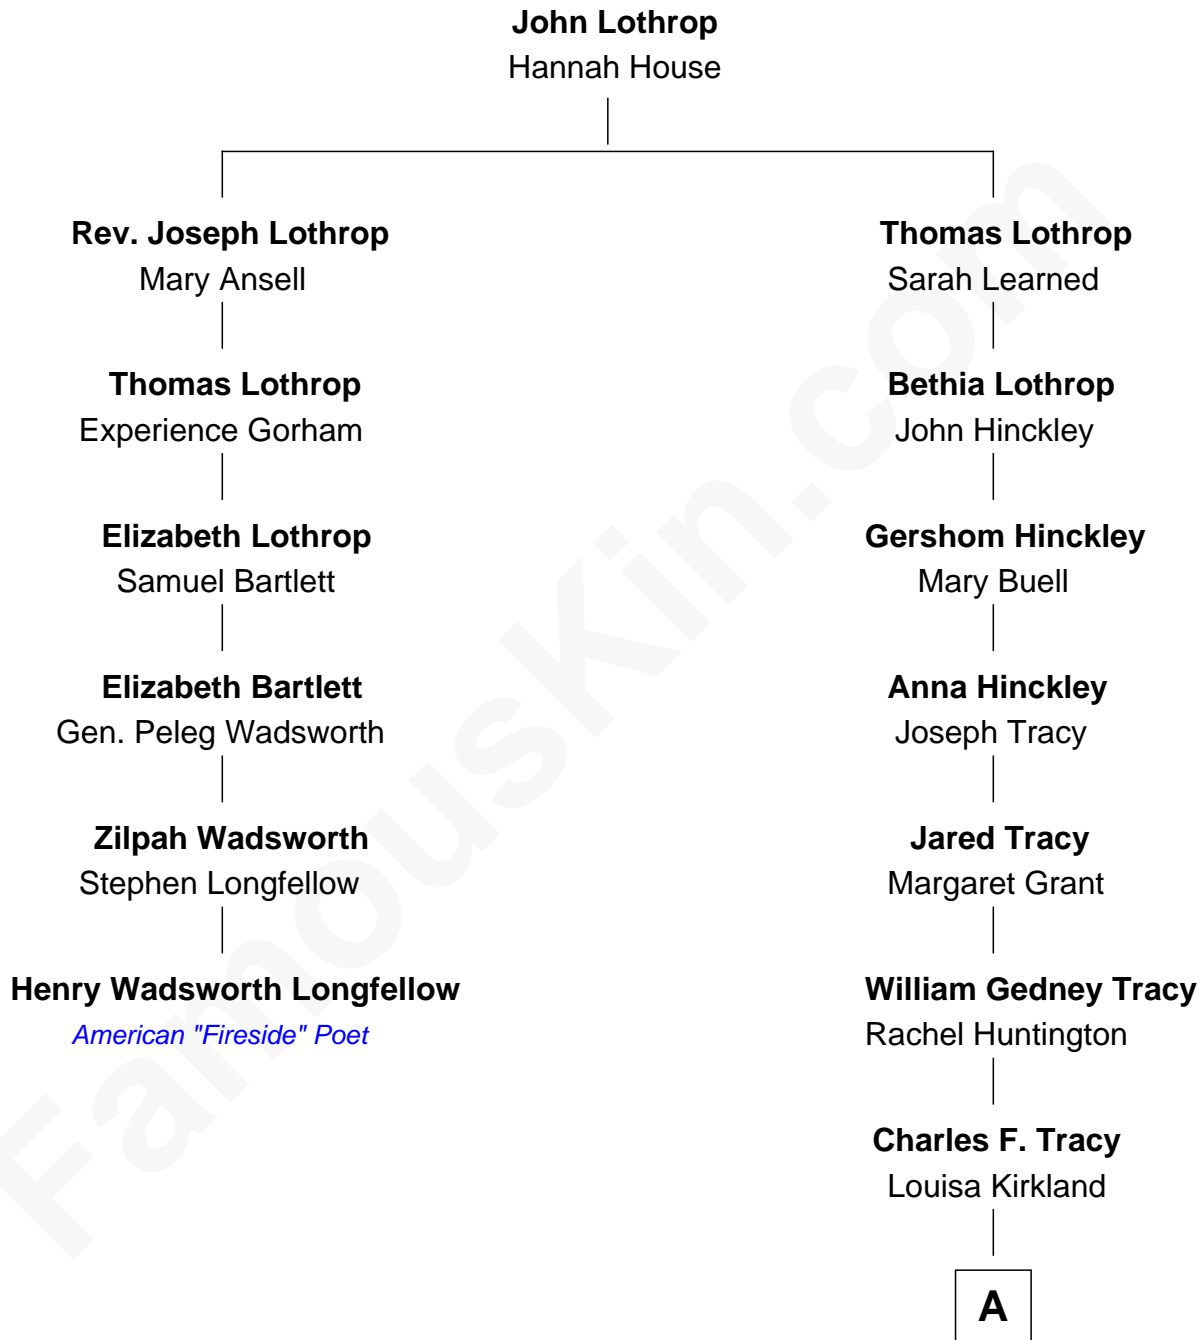 John Lothrop
Hannah House
Rev. Joseph Lothrop
Mary Ansell
Thomas Lothrop
Sarah Learned
Thomas Lothrop
Experience Gorham
Bethia Lothrop
John Hinckley
Elizabeth Lothrop
Samuel Bartlett
Gershom Hinckley
Mary Buell
Elizabeth Bartlett
Gen. Peleg Wadsworth
Anna Hinckley
Joseph Tracy
Zilpah Wadsworth
Stephen Longfellow
Jared Tracy
Margaret Grant
Henry Wadsworth Longfellow
American "Fireside" Poet
William Gedney Tracy
Rachel Huntington
Charles F. Tracy
Louisa Kirkland
A
FamousKin.com